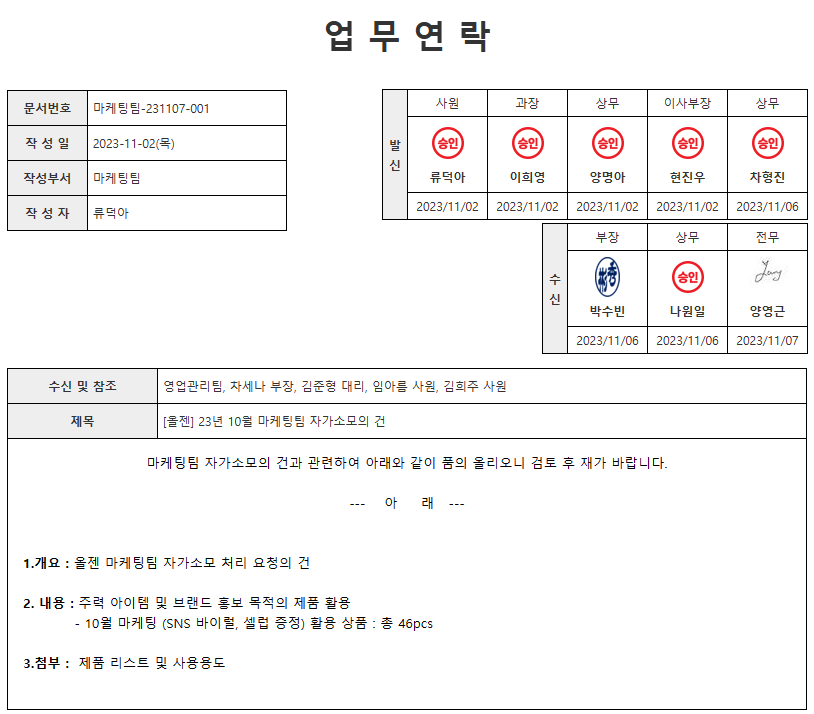 업 무 연 락
문서번호 마케팅팀-231107-001
작 성 일 2023-11-02(목)
작성부서 마케팅팀
작 성 자 류덕아
발신
사원 과장 상무 이사부장 상무
승인 승인 승인 승인 승인
류덕아 이희영 양명아 현진우 차형진
2023/11/02 2023/11/02 2023/11/02 2023/11/02 2023/11/06
수신
부장 상무 전무
승인
박수빈 나원일 양영근
2023/11/06 2023/11/06 2023/11/07
수신 및 참조 영업관리팀, 차세나 부장, 김준형 대리, 임아름 사원, 김희주 사원
제목 [올젠] 23년 10월 마케팅팀 자가소모의 건
마케팅팀 자가소모의 건과 관련하여 아래와 같이 품의 올리오니 검토 후 재가 바랍니다.
--- 아 래 ---
1.개요 : 올젠 마케팅팀 자가소모 처리 요청의 건
2. 내용 : 주력 아이템 및 브랜드 홍보 목적의 제품 활용
- 10월 마케팅 (SNS 바이럴, 셀럽 증정) 활용 상품 : 총 46pcs
3.첨부 : 제품 리스트 및 사용용도